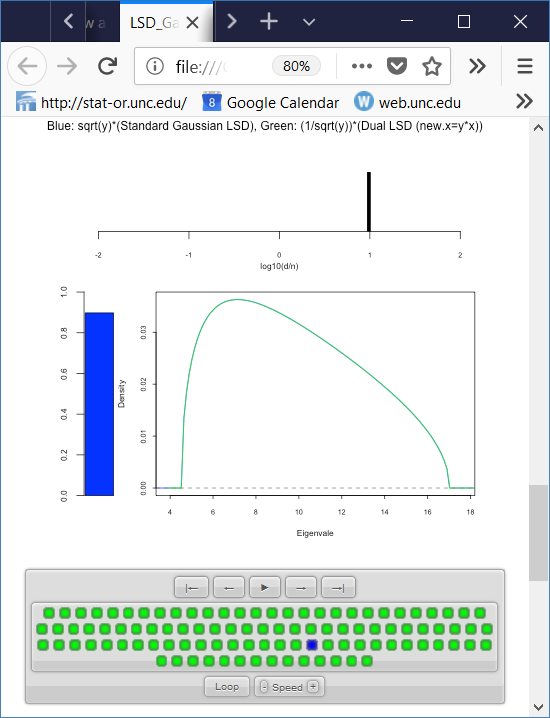 LSD_Ga
file:///
80%
http://stat-or.unc.edu/
8
Google Calendar
W
web.unc.edu
Blue: sqrt(y)*(Standard Gaussian LSD), Green: (1/sqrt(y))*(Dual LSD (new.x=y*x))
-2 -1 0 1 2
log10(d/n)
0.0 0.2 0.4 0.6 0.8 1.0
Density
0.00 0.01 0.02 0.03
4 6 8 10 12 14 16 18
Eigenvale
Loop
- Speed +